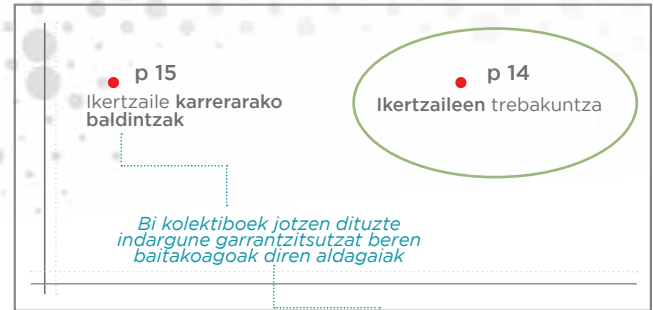 p 15
Ikertzaile karrerarako
baldintzak
p 14
Ikertzaileen trebakuntza
Bi kolektiboek jotzen dituzte
indargune garrantzitsutzat beren
baitakoagoak diren aldagaiak